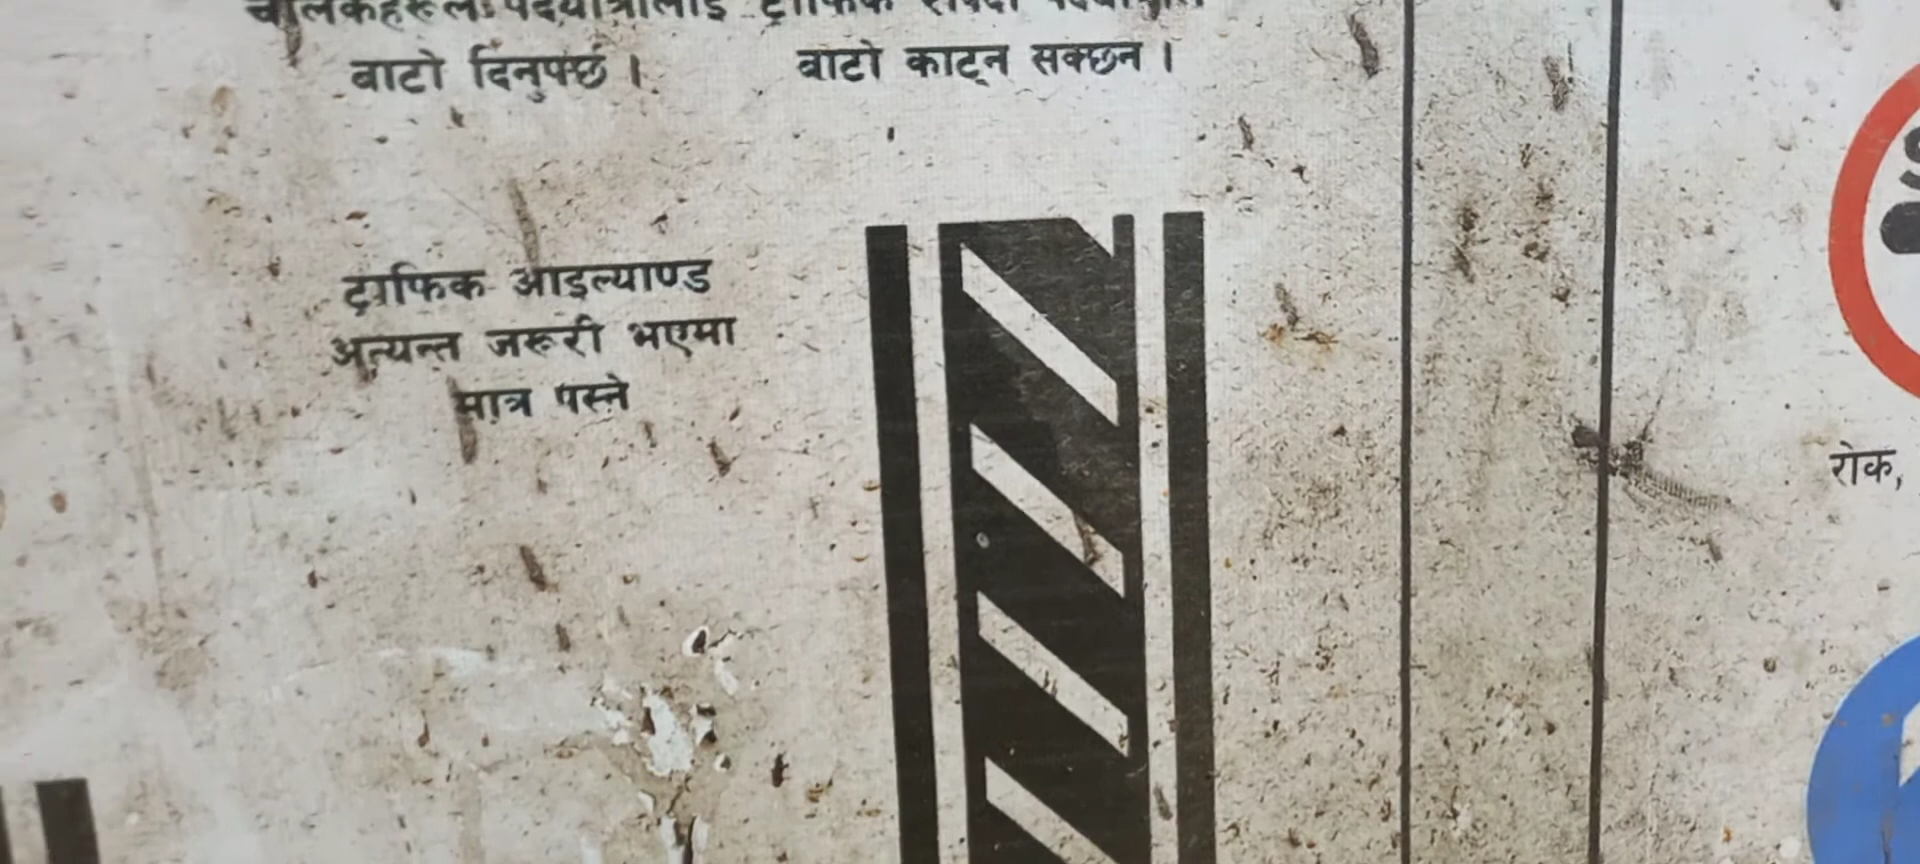 वाटो दिनुपर्छ ।
वाटो काट्न सक्छन ।
ट्राफिक आइल्याण्ड
अत्यन्त जरूरी भएमा
मात्र पस्ने
रोक,